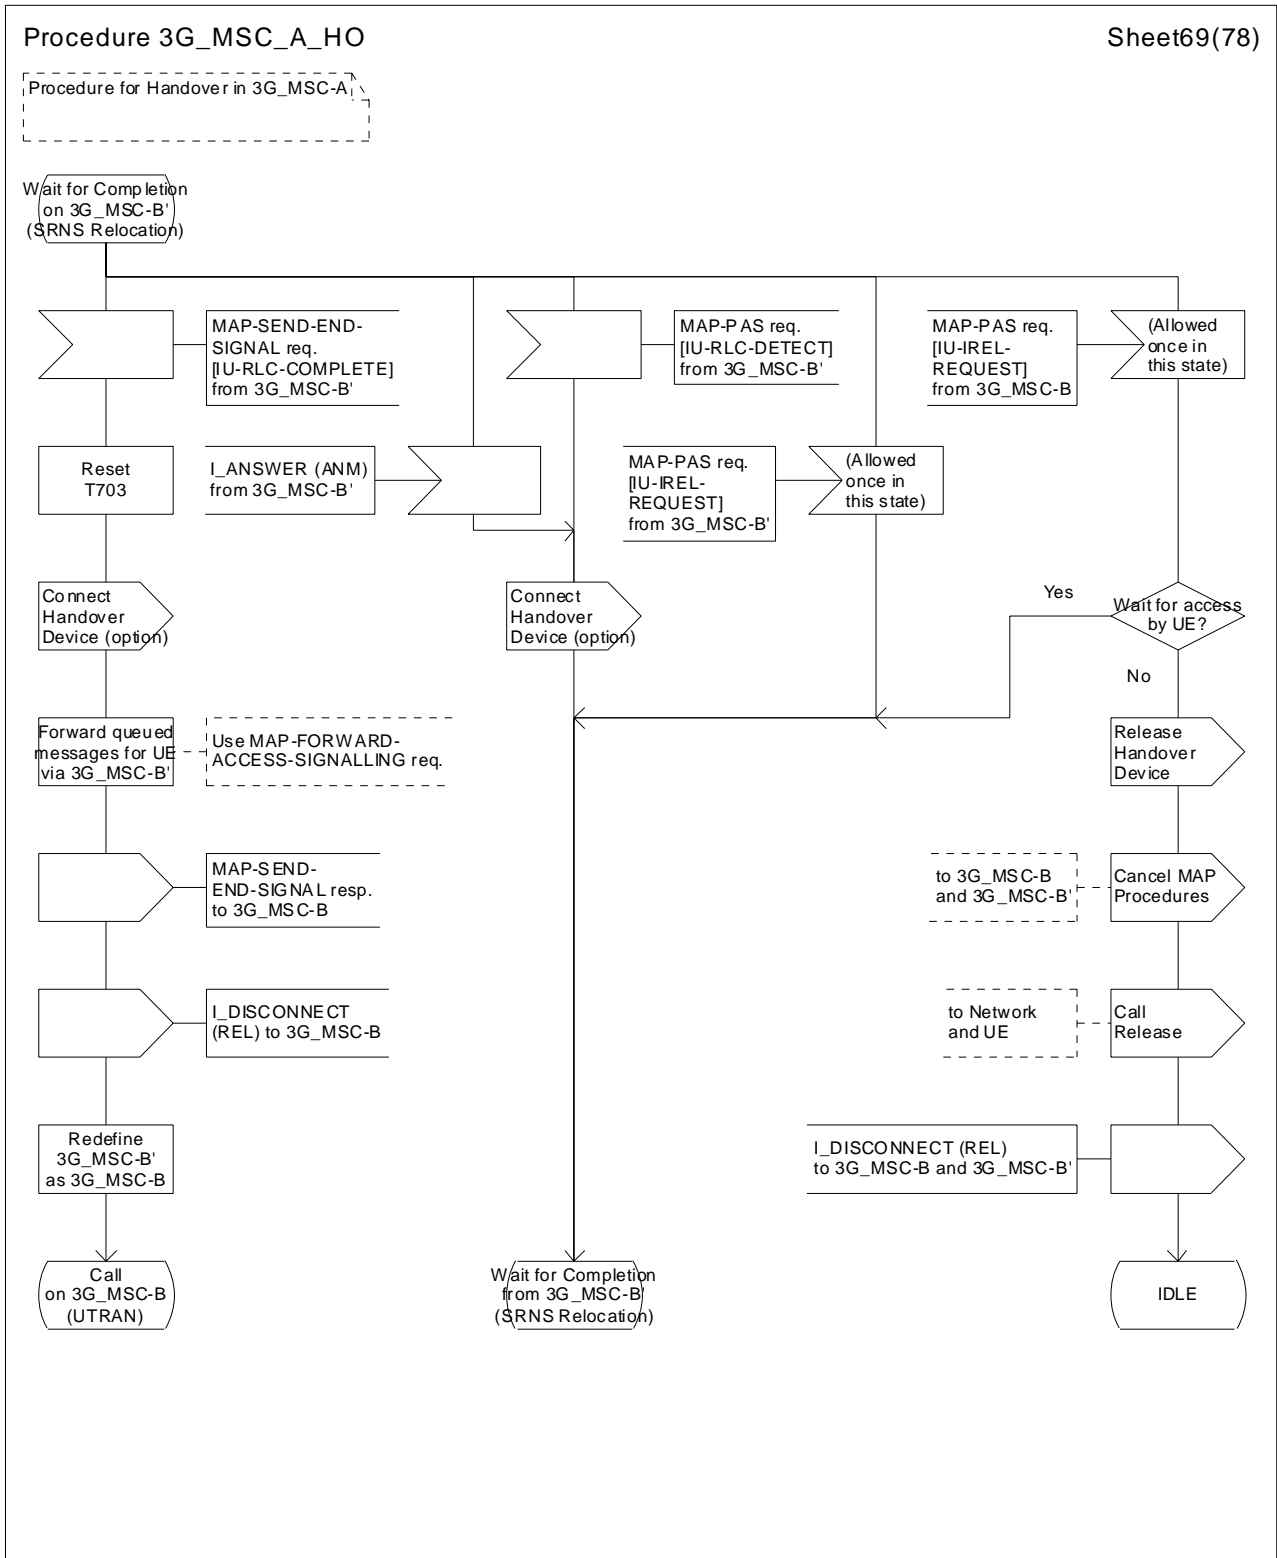 Procedure 3G_MSC_A_HO
Sheet69(78)
Procedure for Handover in 3G_MSC-A
Wait for Completion
on 3G_MSC-B'
(SRNS Relocation)
MAP-SEND-END-
SIGNAL req.
[IU-RLC-COMPLETE]
from 3G_MSC-B'
MAP-PAS req.
[IU-RLC-DETECT]
from 3G_MSC-B'
MAP-PAS req.
[IU-IREL-
REQUEST]
from 3G_MSC-B
(Allowed
once in
this state)
Reset
T703
I_ANSWER (ANM)
from 3G_MSC-B'
MAP-PAS req.
[IU-IREL-
REQUEST]
from 3G_MSC-B'
(Allowed
once in
this state)
Connect
Handover
Device (option)
Connect
Handover
Device (option)
Yes
Wait for access
by UE?
No
Forward queued
messages for UE
via 3G_MSC-B'
Use MAP-FORWARD-
ACCESS-SIGNALLING req.
Release
Handover
Device
MAP-SEND-
END-SIGNAL resp.
to 3G_MSC-B
to 3G_MSC-B
and 3G_MSC-B'
Cancel MAP
Procedures
I_DISCONNECT
(REL) to 3G_MSC-B
to Network
and UE
Call
Release
Redefine
3G_MSC-B'
as 3G_MSC-B
I_DISCONNECT (REL)
to 3G_MSC-B and 3G_MSC-B'
Call
on 3G_MSC-B
(UTRAN)
Wait for Completion
from 3G_MSC-B'
(SRNS Relocation)
IDLE